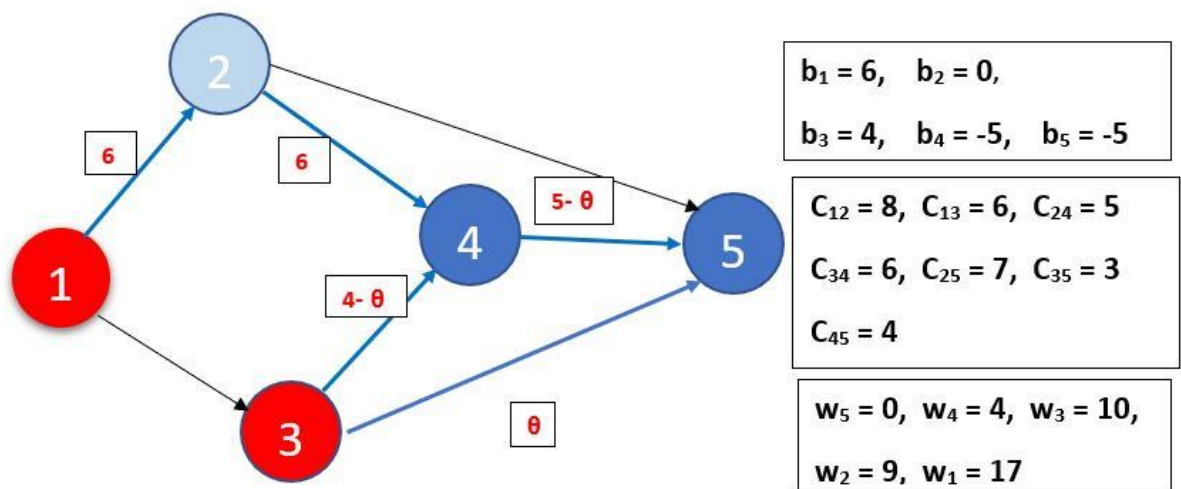 2
6
6
1
4
5- θ
5
4- θ
3
θ
b₁ = 6, b₂ = 0,
b₃ = 4, b₄ = -5, b₅ = -5
C₁₂ = 8, C₁₃ = 6, C₂₄ = 5
C₃₄ = 6, C₂₅ = 7, C₃₅ = 3
C₄₅ = 4
w₅ = 0, w₄ = 4, w₃ = 10,
w₂ = 9, w₁ = 17